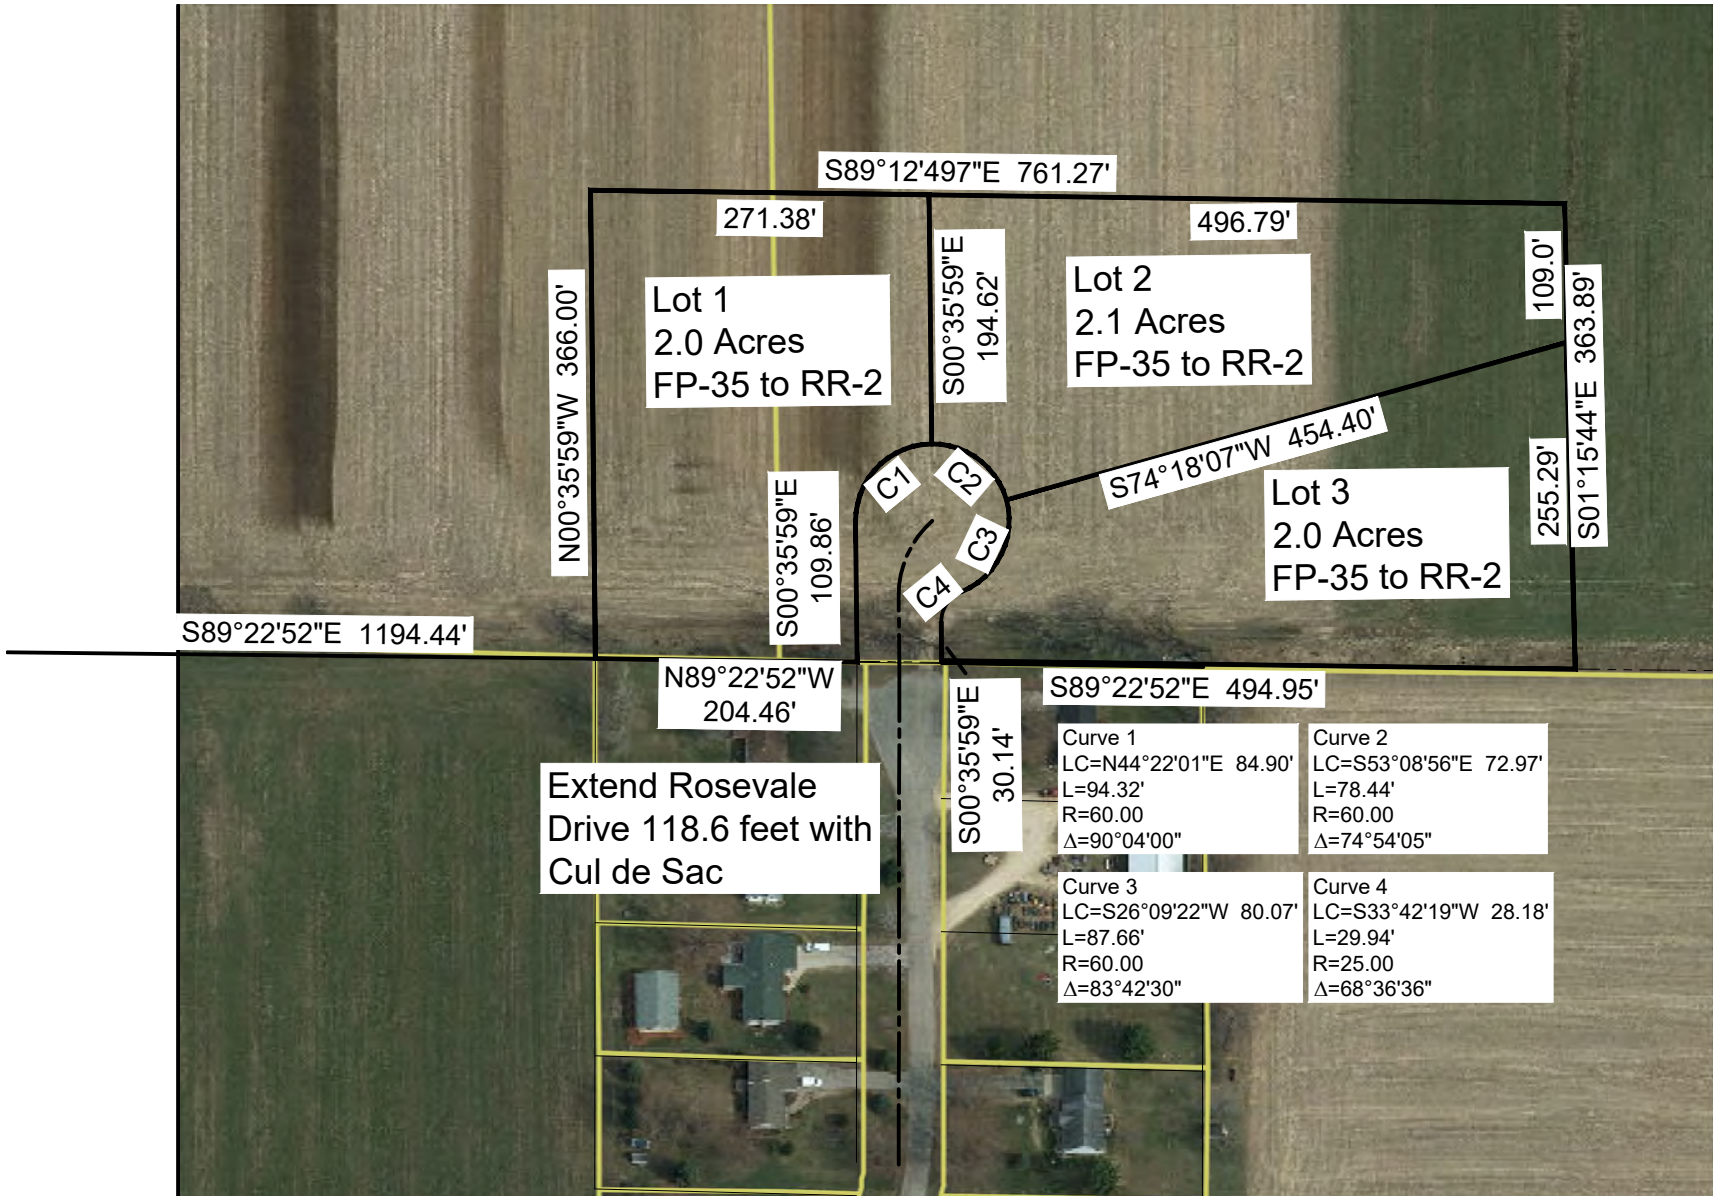 S89°12'497"E 761.27'
271.38'
496.79'
109.0'
S01°15'44"E 363.89'
255.29'
N00°35'59"W 366.00'
Lot 1
2.0 Acres
FP-35 to RR-2
S00°35'59"E
194.62'
Lot 2
2.1 Acres
FP-35 to RR-2
S74°18'07"W 454.40'
Lot 3
2.0 Acres
FP-35 to RR-2
C1
C2
C3
C4
S00°35'59"E
109.86'
S89°22'52"E 1194.44'
N89°22'52"W
204.46'
S00°35'59"E
30.14'
S89°22'52"E 494.95'
Extend Rosevale
Drive 118.6 feet with
Cul de Sac
Curve 1
LC=N44°22'01"E 84.90'
L=94.32'
R=60.00
Δ=90°04'00"
Curve 2
LC=S53°08'56"E 72.97'
L=78.44'
R=60.00
Δ=74°54'05"
Curve 3
LC=S26°09'22"W 80.07'
L=87.66'
R=60.00
Δ=83°42'30"
Curve 4
LC=S33°42'19"W 28.18'
L=29.94'
R=25.00
Δ=68°36'36"